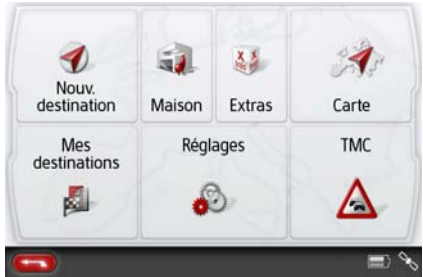 Nouv.
destination
Maison
Extras
Carte
Mes
destinations
Réglages
TMC